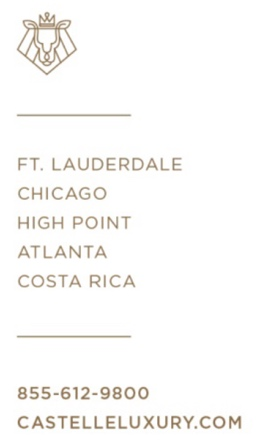 FT. LAUDERDALE
CHICAGO
HIGH POINT
ATLANTA
COSTA RICA
855-612-9800
CASTELLELUXURY.COM